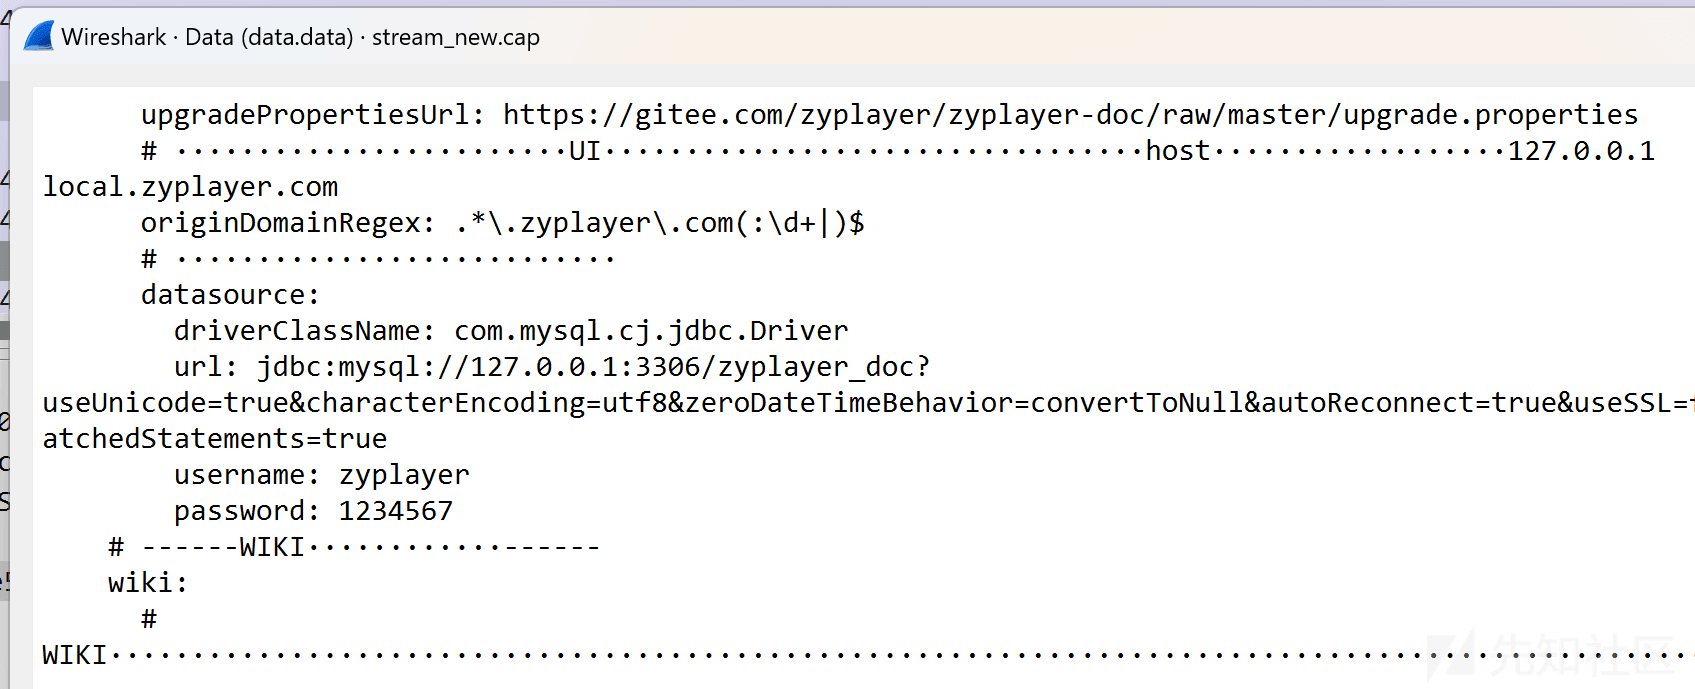 Wireshark · Data (data.data) · stream_new.cap
upgradePropertiesUrl: https://gitee.com/zyplayer/zyplayer-doc/raw/master/upgrade.properties
# ························UI·································host··················127.0.0.1
local.zyplayer.com
originDomainRegex: .*\.zyplayer\.com(:\d+|)$
# ···························
datasource:
driverClassName: com.mysql.cj.jdbc.Driver
url: jdbc:mysql://127.0.0.1:3306/zyplayer_doc?
useUnicode=true&characterEncoding=utf8&zeroDateTimeBehavior=convertToNull&autoReconnect=true&useSSL=
atchedStatements=true
username: zyplayer
password: 1234567
# ------WIKI············------
wiki:
#
WIKI·································································································
先知社区